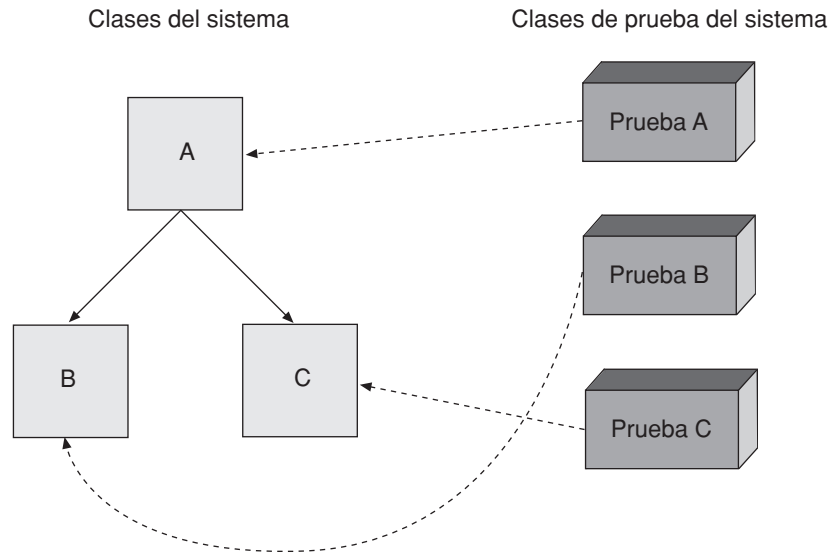 Clases del sistema
Clases de prueba del sistema
A
Prueba A
Prueba B
B
C
Prueba C